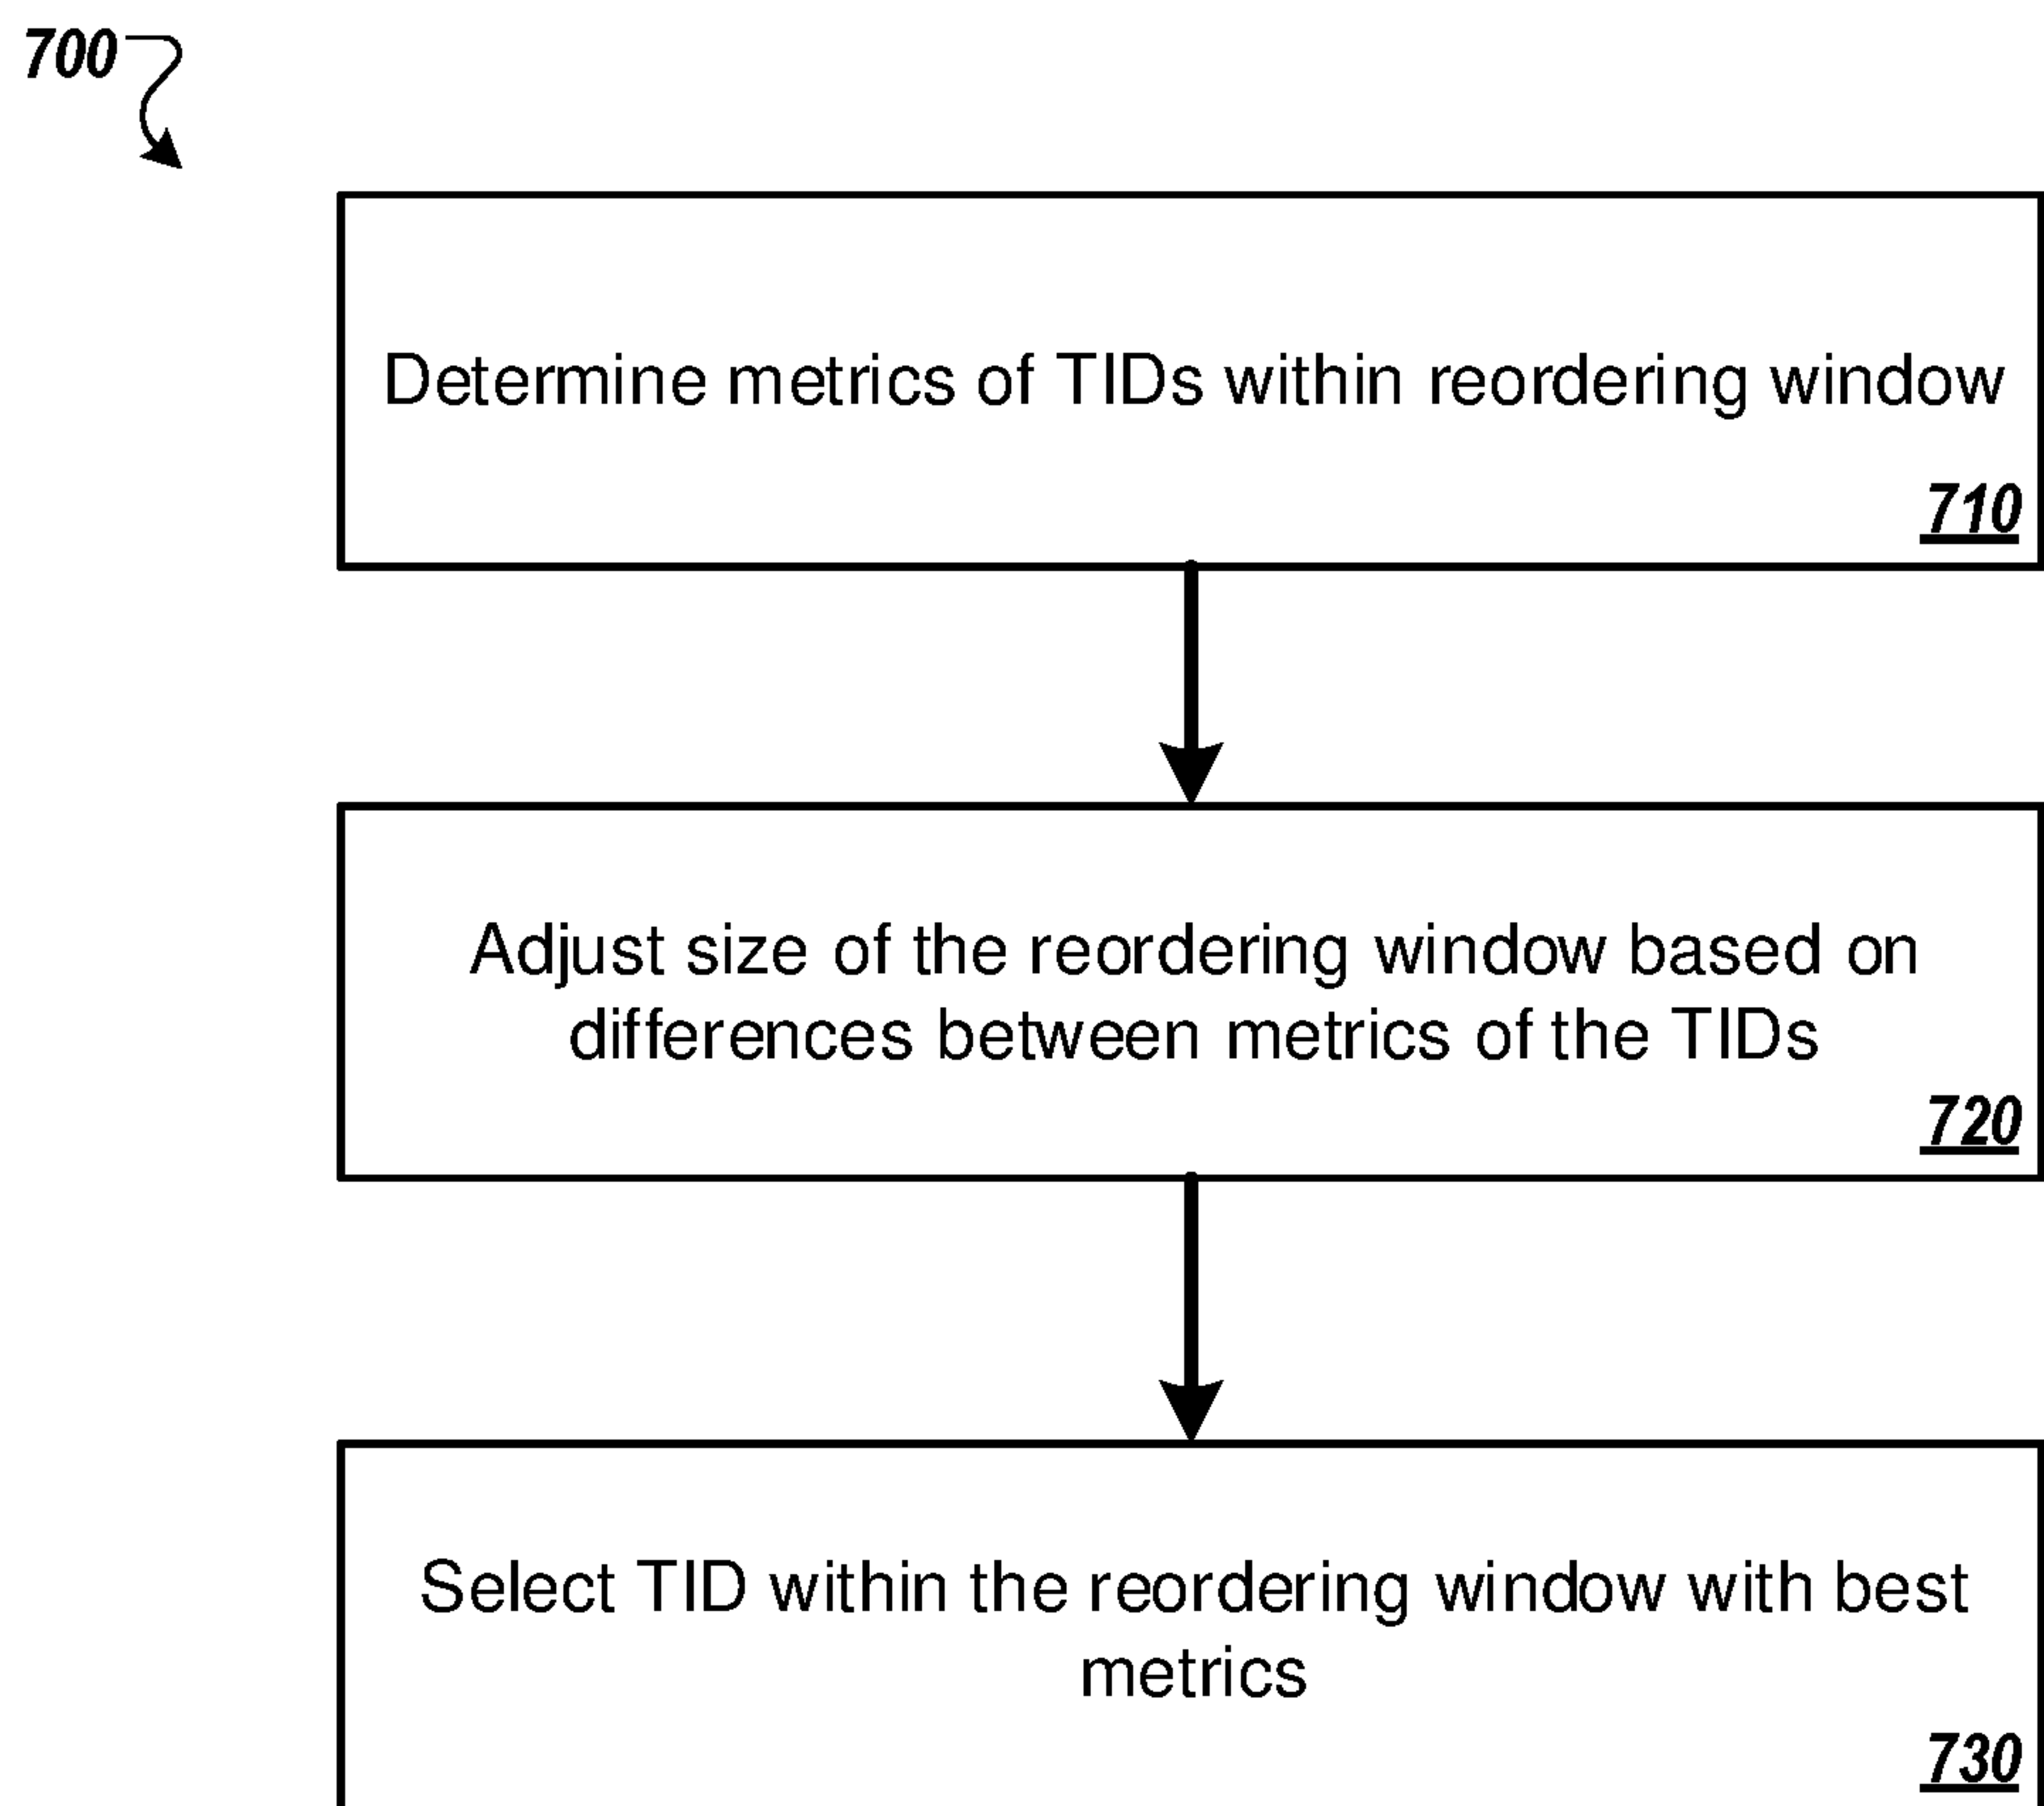 700
Determine metrics of TIDs within reordering window
710
Adjust size of the reordering window based on
differences between metrics of the TIDs
720
Select TID within the reordering window with best
metrics
730